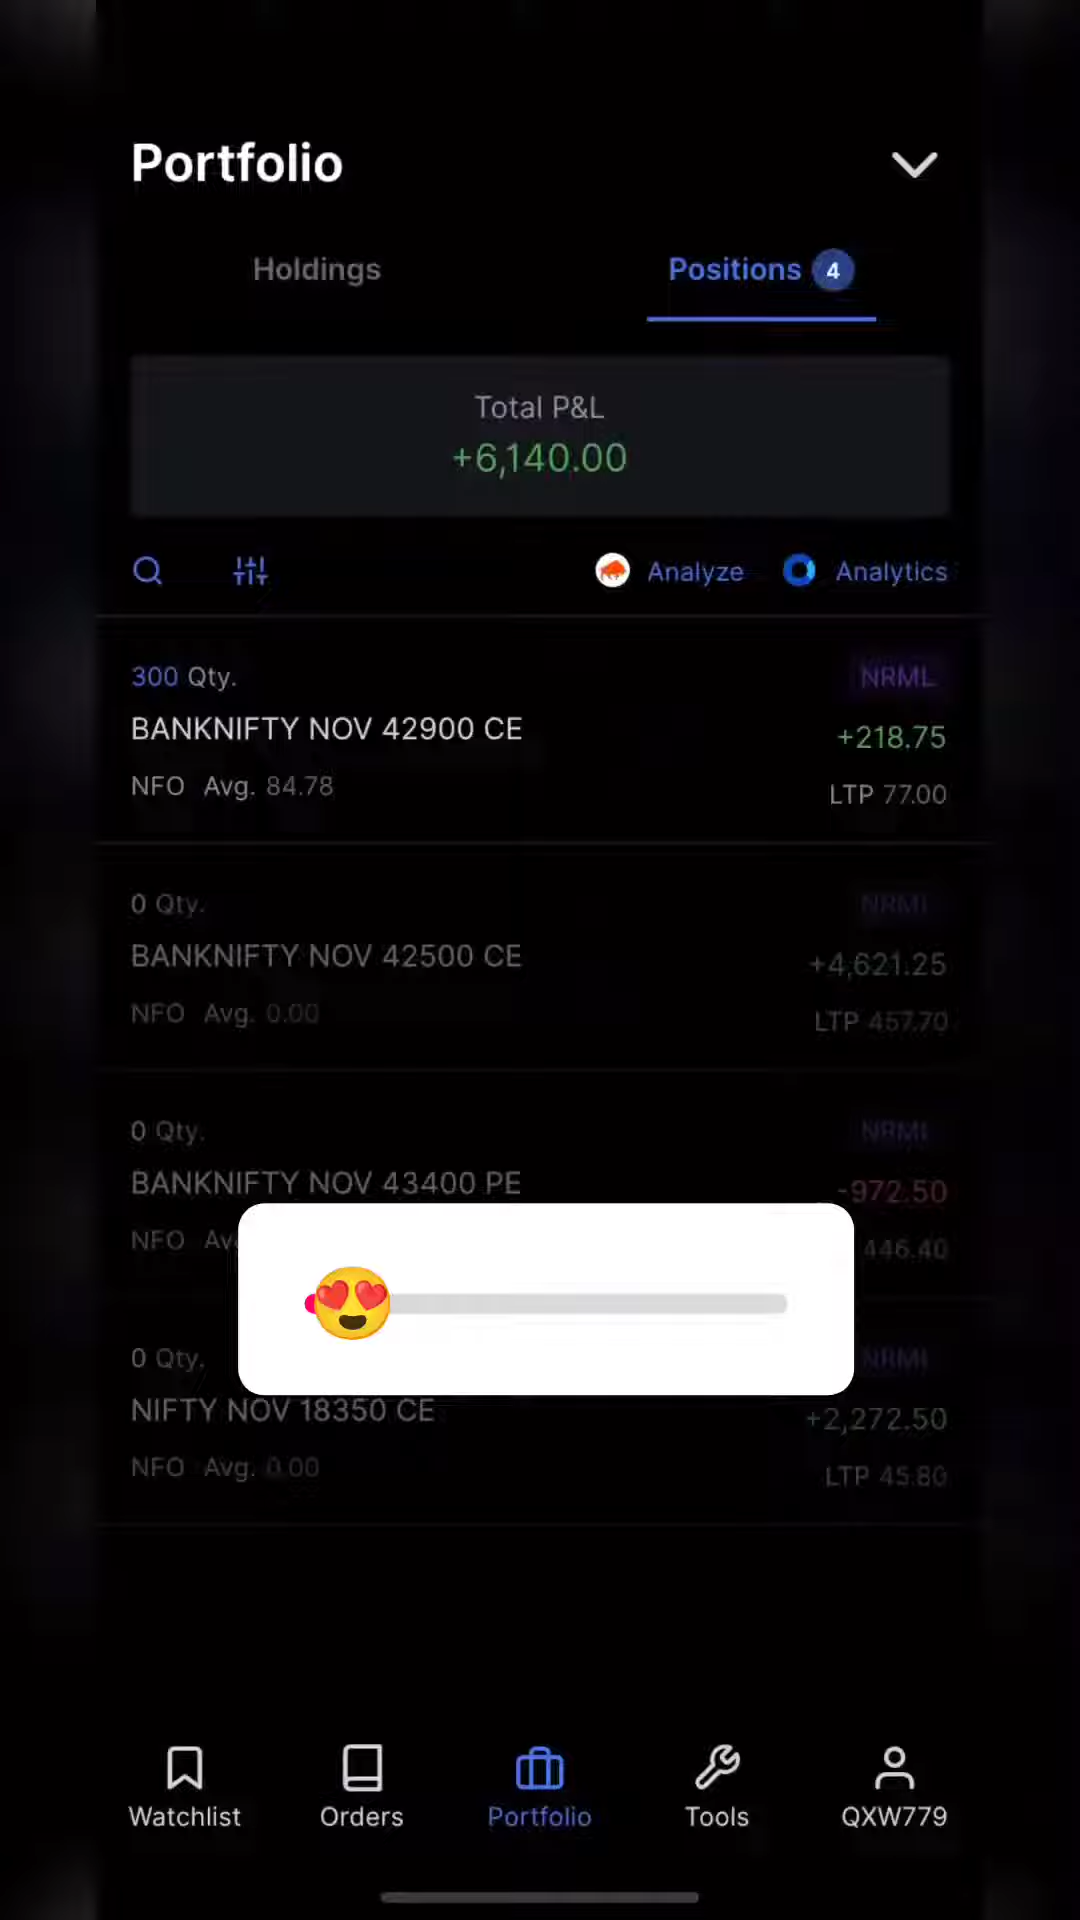 Portfolio
Holdings
Positions 4
Total P&L
+6,140.00
Analyze
Analytics
300 Qty.
NRML
BANKNIFTY NOV 42900 CE
+218.75
NFO Avg. 84.78
LTP 77.00
0 Qty.
NRML
BANKNIFTY NOV 42500 CE
+4,621.25
NFO Avg. 0.00
LTP 457.70
0 Qty.
NRML
BANKNIFTY NOV 43400 PE
-972.50
NFO
446.40
0 Qty.
NRML
NIFTY NOV 18350 CE
+2,272.50
NFO Avg. 0.00
LTP 45.80
Watchlist
Orders
Portfolio
Tools
QXW779